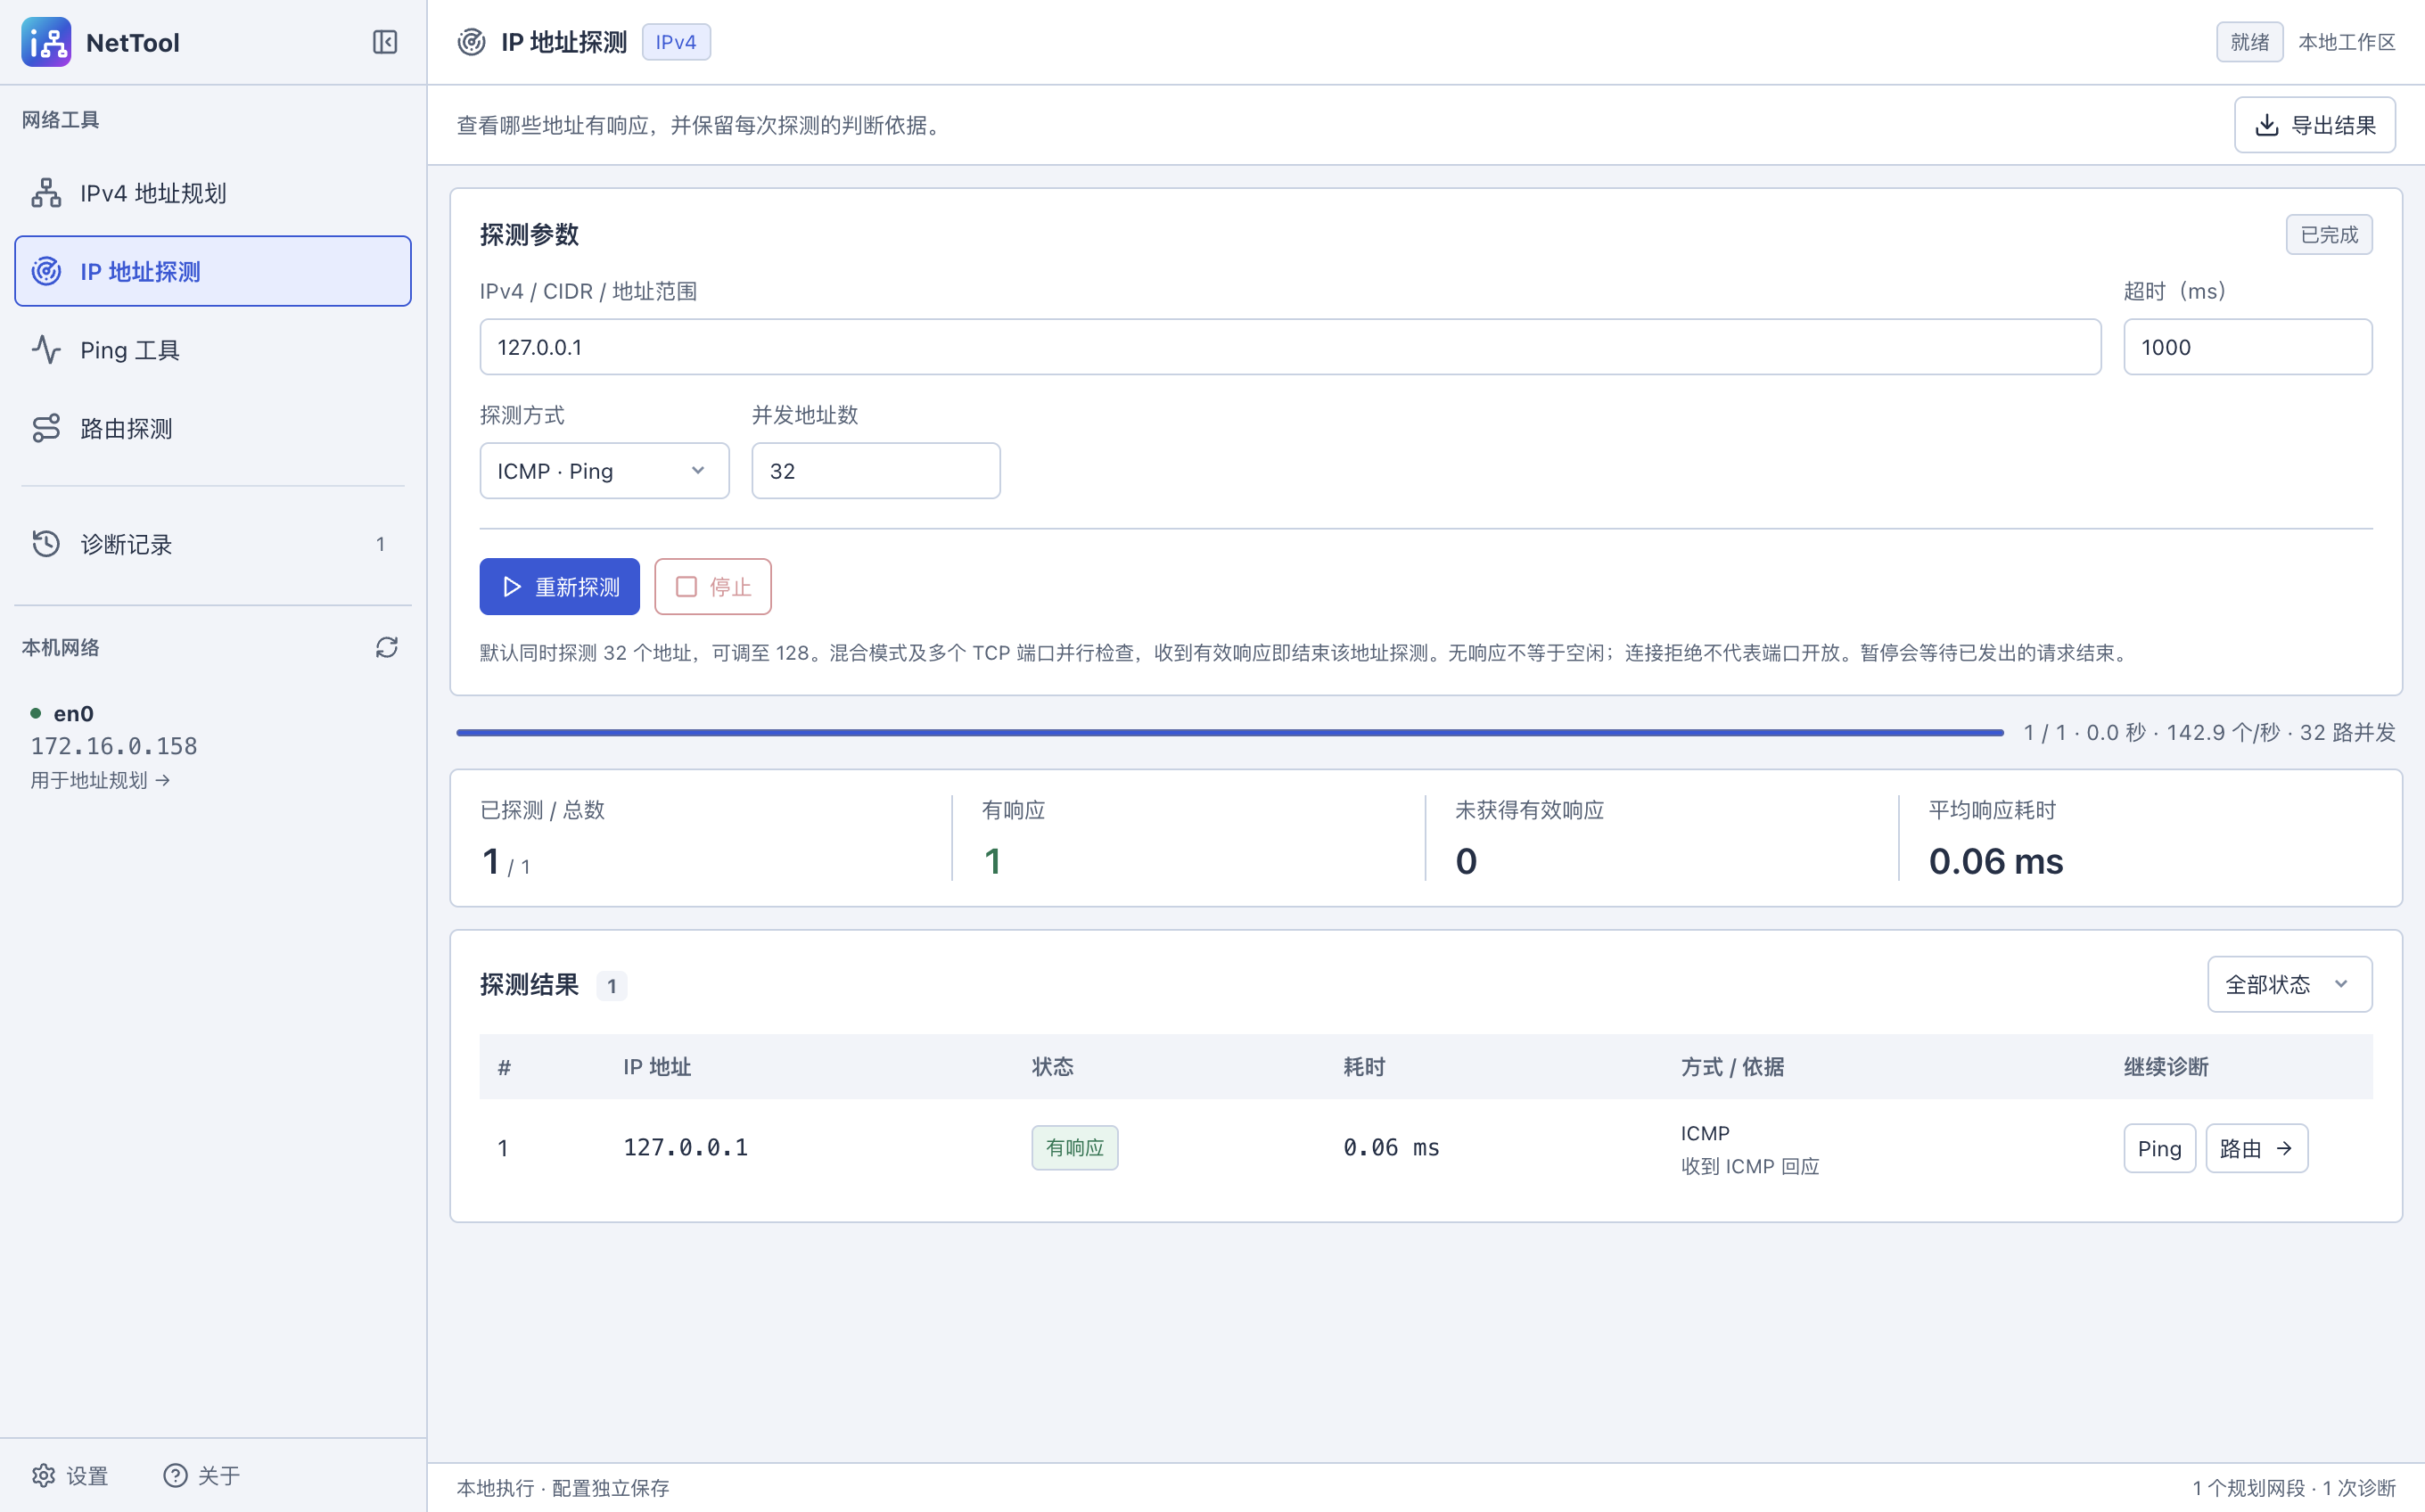 NetTool
网络工具
IPv4 地址规划
IP 地址探测
Ping 工具
路由探测
诊断记录 1
本机网络
en0
172.16.0.158
用于地址规划 →
设置 关于
IP 地址探测 IPv4 就绪 本地工作区
查看哪些地址有响应，并保留每次探测的判断依据。 导出结果
探测参数 已完成
IPv4 / CIDR / 地址范围 超时（ms）
127.0.0.1 1000
探测方式 并发地址数
ICMP · Ping 32
重新探测 停止
默认同时探测 32 个地址，可调至 128。混合模式及多个 TCP 端口并行检查，收到有效响应即结束该地址探测。无响应不等于空闲；连接拒绝不代表端口开放。暂停会等待已发出的请求结束。
1 / 1 · 0.0 秒 · 142.9 个/秒 · 32 路并发
已探测 / 总数 有响应 未获得有效响应 平均响应耗时
1 / 1 1 0 0.06 ms
探测结果 1 全部状态
# IP 地址 状态 耗时 方式 / 依据 继续诊断
1 127.0.0.1 有响应 0.06 ms ICMP Ping 路由 →
收到 ICMP 回应
本地执行 · 配置独立保存 1 个规划网段 · 1 次诊断